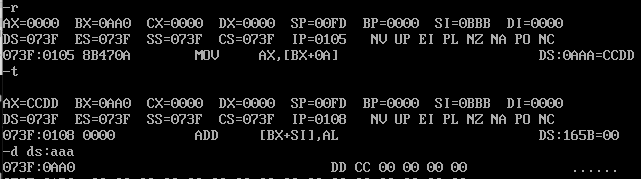 -r
AX=0000 BX=0AA0 CX=0000 DX=0000 SP=00FD BP=0000 SI=0BBB DI=0000
DS=073F ES=073F SS=073F CS=073F IP=0105 NV UP EI PL NZ NA PO NC
073F:0105 8B470A MOV AX,[BX+0A] DS:0AAA=CCDD
-t
AX=CCDD BX=0AA0 CX=0000 DX=0000 SP=00FD BP=0000 SI=0BBB DI=0000
DS=073F ES=073F SS=073F CS=073F IP=0108 NV UP EI PL NZ NA PO NC
073F:0108 0000 ADD [BX+SI],AL DS:165B=00
-d ds:aaa
073F:0AA0 DD CC 00 00 00 00 ......